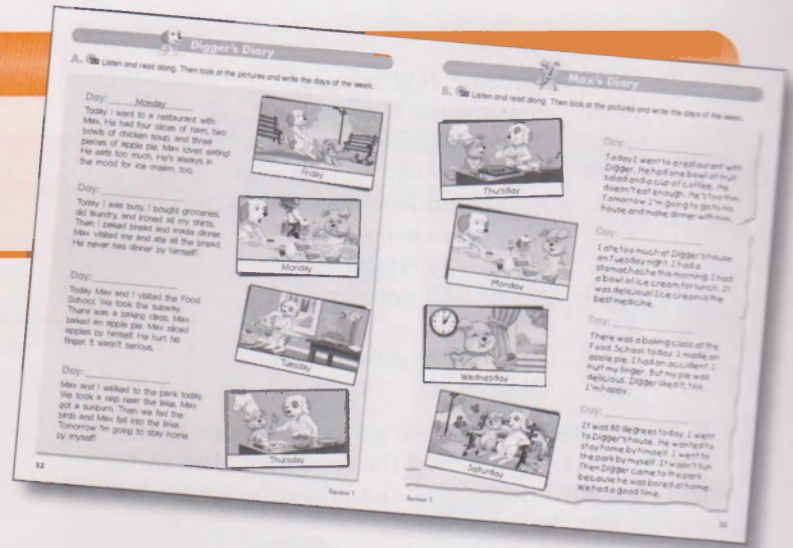 Digger's Diary
A. Listen and read along. Then look at the pictures and write the days of the week.
Day: Monday
Today I went to a restaurant with
Max. He had four slices of ham, two
bowls of chicken soup, and three
pieces of apple pie. Max loves eating!
He eats too much. He's always in
the mood for ice cream, too.
Friday
Day:
Today I was busy. I bought groceries,
did laundry, and ironed all my shirts.
Then I baked bread and made dinner.
Max visited me and ate all the bread.
He never has dinner by himself!
Monday
Day:
Today Max and I visited the Food
School. We took the subway.
There was a baking class. Max
baked an apple pie. Max sliced
apples by himself. He hurt his
finger. It wasn't serious.
Tuesday
Day:
Max and I walked to the park today.
We took a nap near the lake. Max
got a sunburn. Then we fed the
birds and Max fell into the lake.
Tomorrow I'm going to stay home
by myself!
Thursday
32
Review 1
Max's Diary
B. Listen and read along. Then look at the pictures and write the days of the week.
Thursday
Day:
Today I went to a restaurant with
Digger. He had one bowl of fruit
salad and a cup of coffee. He
doesn't eat enough. He's too thin.
Tomorrow I'm going to go to his
house and make dinner with him.
Monday
Day:
I ate too much at Digger's house
on Tuesday night. I had a
stomachache this morning. I had
a bowl of ice cream for lunch. It
was delicious! Ice cream is the
best medicine.
Wednesday
Day:
There was a baking class at the
Food School today. I made an
apple pie. I had an accident. I
hurt my finger. But my pie was
delicious. Digger liked it, too.
I'm happy.
Saturday
Day:
It was 80 degrees today. I went
to Digger's house. He wanted to
stay home by himself. I went to
the park by myself. It wasn't fun.
Then Digger came to the park
because he was bored at home.
We had a good time.
Review 1
33